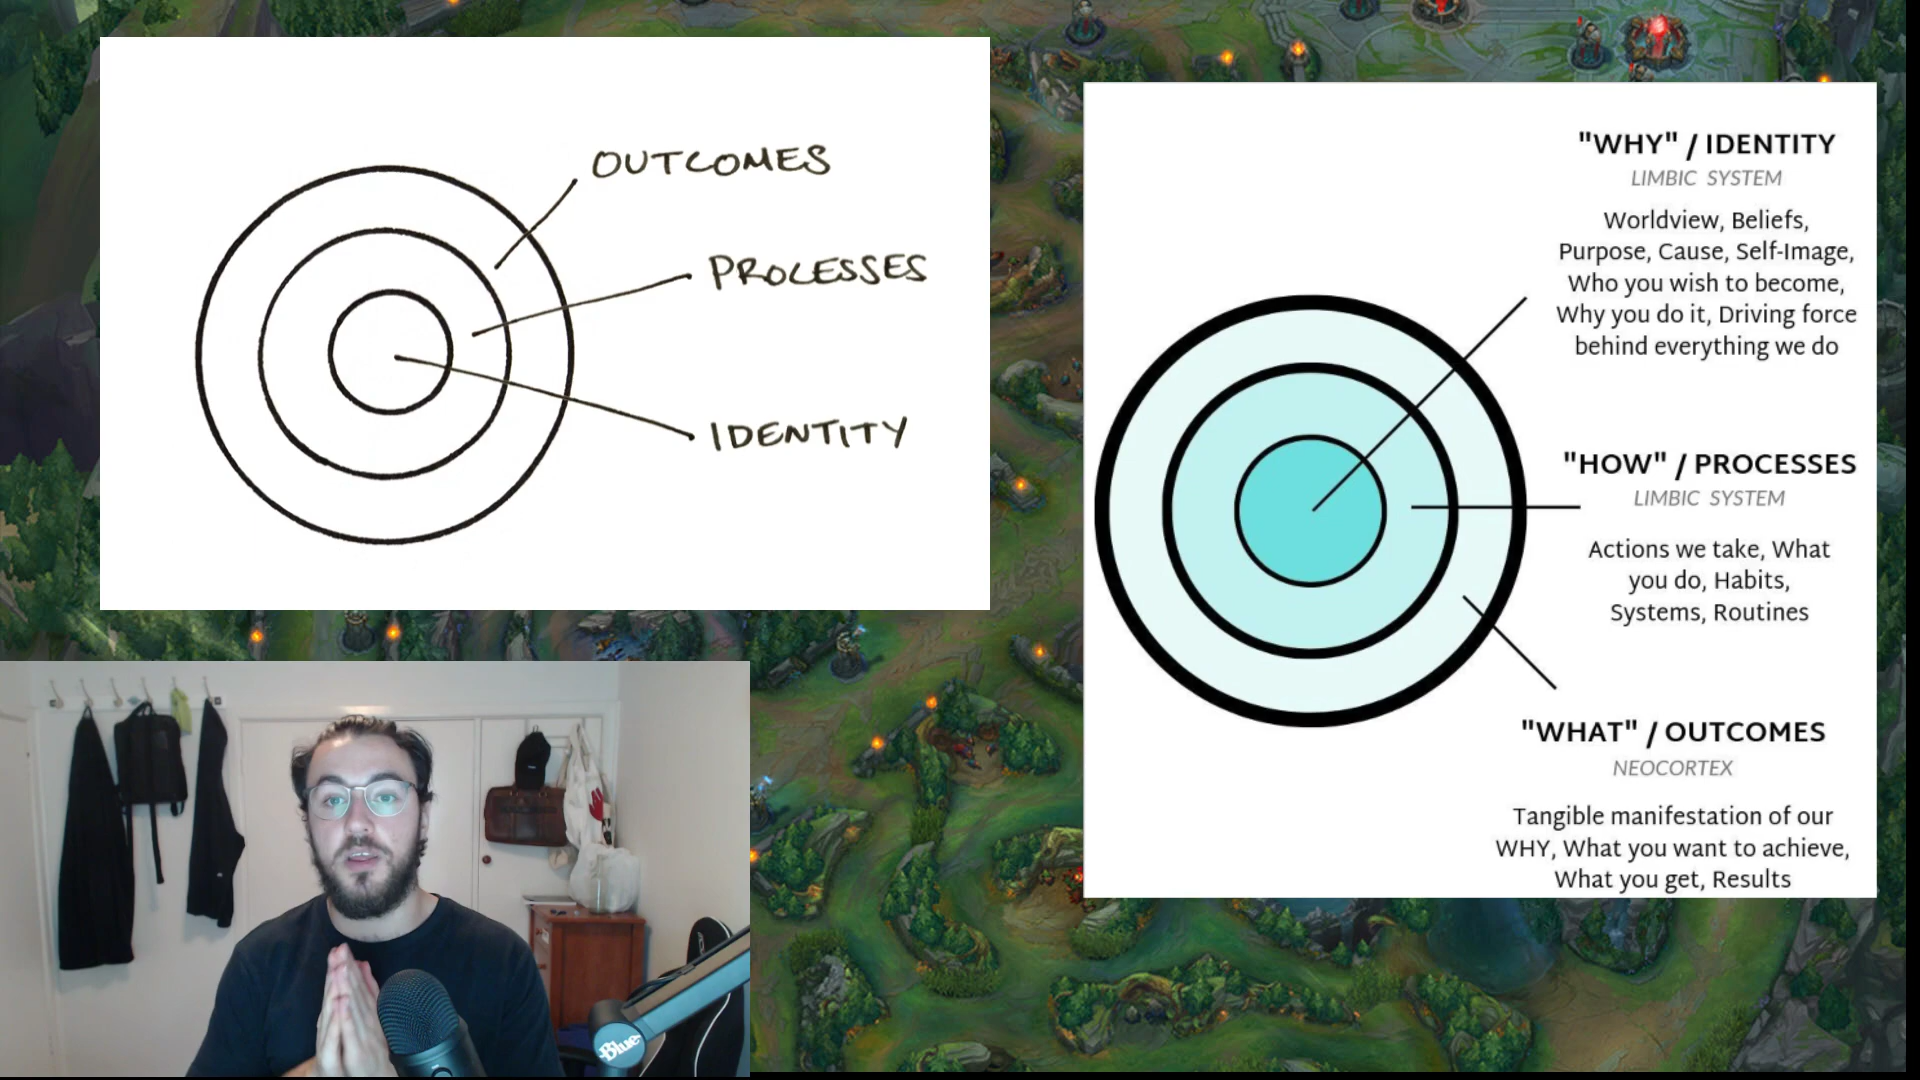 OUTCOMES
PROCESSES
IDENTITY
"WHY" / IDENTITY
LIMBIC SYSTEM
Worldview, Beliefs,
Purpose, Cause, Self-Image,
Who you wish to become,
Why you do it, Driving force
behind everything we do
"HOW" / PROCESSES
LIMBIC SYSTEM
Actions we take, What
you do, Habits,
Systems, Routines
"WHAT" / OUTCOMES
NEOCORTEX
Tangible manifestation of our
WHY, What you want to achieve,
What you get, Results
Blue